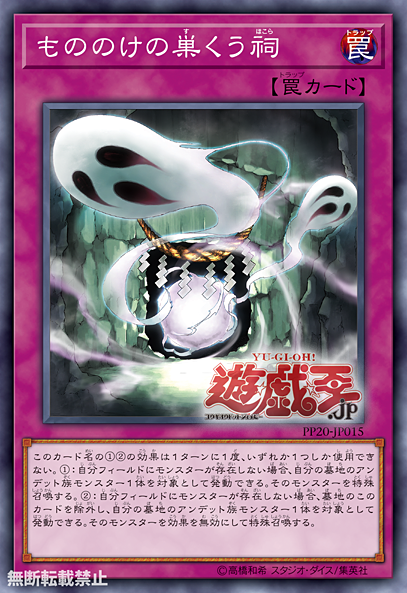 もののけの巣くう祠
トラップ
罠
【罠カード】
YU-GI-OH!
遊戯王.jp
PP20-JP015
このカード名の①②の効果は1ターンに1度、いずれか1つしか使用で
きない。①:自分フィールドにモンスターが存在しない場合、自分の墓地のアン
デット族モンスター1体を対象として発動できる。そのモンスターを特殊
召喚する。②:自分フィールドにモンスターが存在しない場合、墓地のこの
カードを除外し、自分の墓地のアンデット族モンスター1体を対象として
発動できる。そのモンスターを効果を無効にして特殊召喚する。
無断転載禁止
©高橋和希 スタジオ・ダイス/集英社